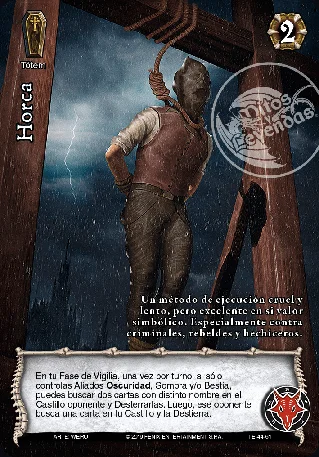 2
Tótem
Horca
Mitos
Leyendas
Un método de ejecución cruel y
lento, pero excelente en si valor
simbólico. Especialmente contra
criminales, rebeldes y hechiceros.
En tu Fase de Vigilia, una vez por turno, si sólo
controlas Aliados Oscuridad, Sombra y/o Bestia,
puedes buscar dos cartas con distinto nombre en el
Castillo oponente y Desterrarlas. Luego, ese oponente
busca una carta en tu Castillo y la Destierra.